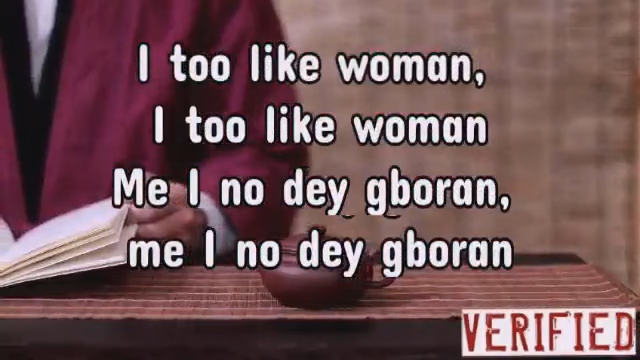 I too like woman,
I too like woman
Me I no dey gboran,
me I no dey gboran
VERIFIED